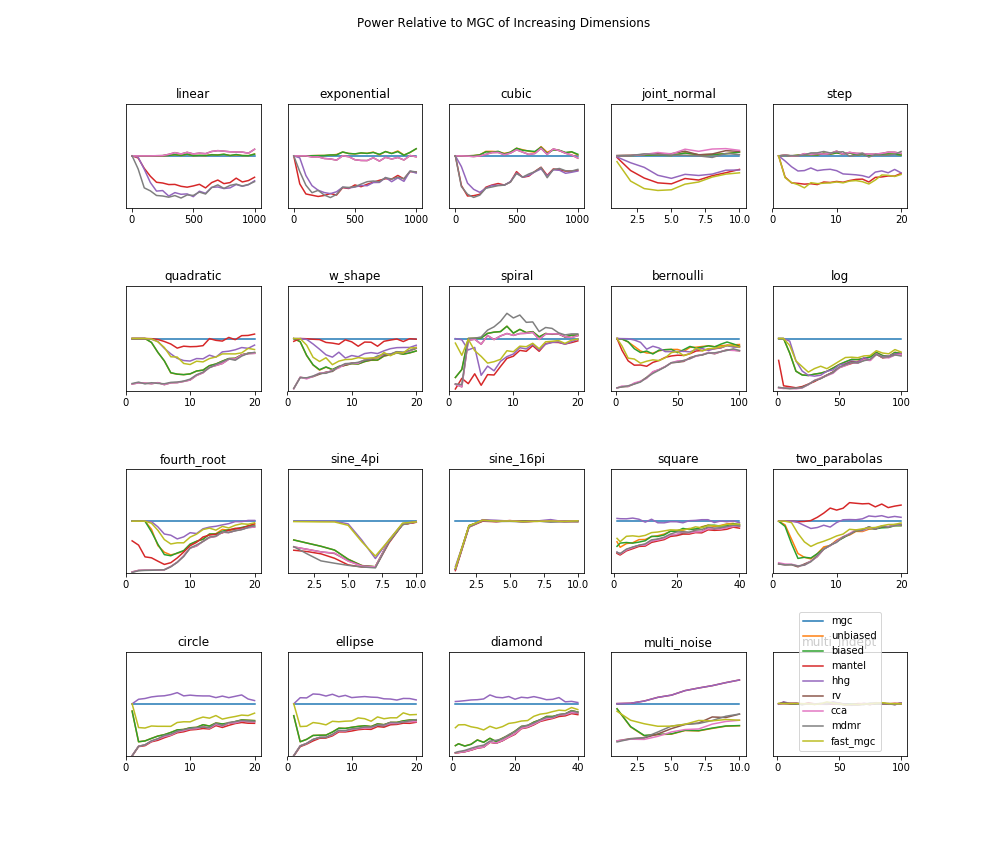 Power Relative to MGC of Increasing Dimensions
linear exponential cubic joint_normal step
0 500 1000 0 500 1000 0 500 1000 2.5 5.0 7.5 10.0 0 20
quadratic w_shape spiral bernoulli log
0 10 20 0 10 20 0 10 20 0 50 100 0 100
fourth_root sine_4pi sine_16pi square two_parabolas
0 10 20 2.5 5.0 7.5 10.0 2.5 5.0 7.5 10.0 0 20 40 0 10 20
circle ellipse diamond multi_noise
0 10 20 0 10 20 0 20 40 2.5 5.0 7.5 10.0 0 50 100
mgc
unbiased
biased
mantel
hhg
rv
cca
mdmr
fast_mgc